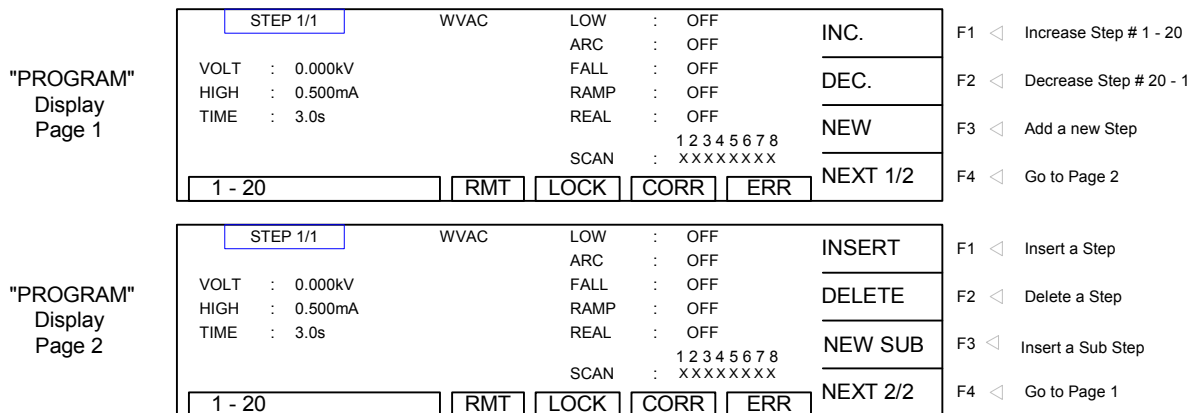 STEP 1/1 WVAC LOW : OFF INC. F1 ◁ Increase Step # 1 - 20
ARC : OFF
"PROGRAM" Display Page 1
VOLT : 0.000kV FALL : OFF DEC. F2 ◁ Decrease Step # 20 - 1
HIGH : 0.500mA RAMP : OFF
TIME : 3.0s REAL : OFF NEW F3 ◁ Add a new Step
1 2 3 4 5 6 7 8
SCAN : X X X X X X X X
1 - 20 RMT LOCK CORR ERR NEXT 1/2 F4 ◁ Go to Page 2
STEP 1/1 WVAC LOW : OFF INSERT F1 ◁ Insert a Step
ARC : OFF
"PROGRAM" Display Page 2
VOLT : 0.000kV FALL : OFF DELETE F2 ◁ Delete a Step
HIGH : 0.500mA RAMP : OFF
TIME : 3.0s REAL : OFF NEW SUB F3 ◁ Insert a Sub Step
1 2 3 4 5 6 7 8
SCAN : X X X X X X X X
1 - 20 RMT LOCK CORR ERR NEXT 2/2 F4 ◁ Go to Page 1